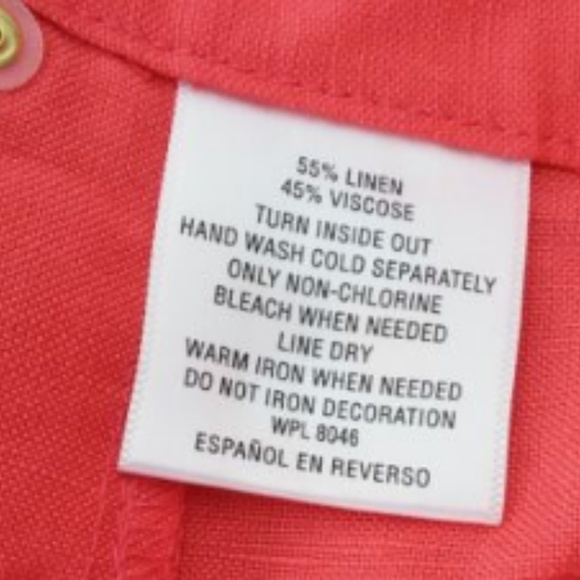 55% LINEN
45% VISCOSE
TURN INSIDE OUT
HAND WASH COLD SEPARATELY
ONLY NON-CHLORINE
BLEACH WHEN NEEDED
LINE DRY
WARM IRON WHEN NEEDED
DO NOT IRON DECORATION
WPL 8046
ESPAÑOL EN REVERSO